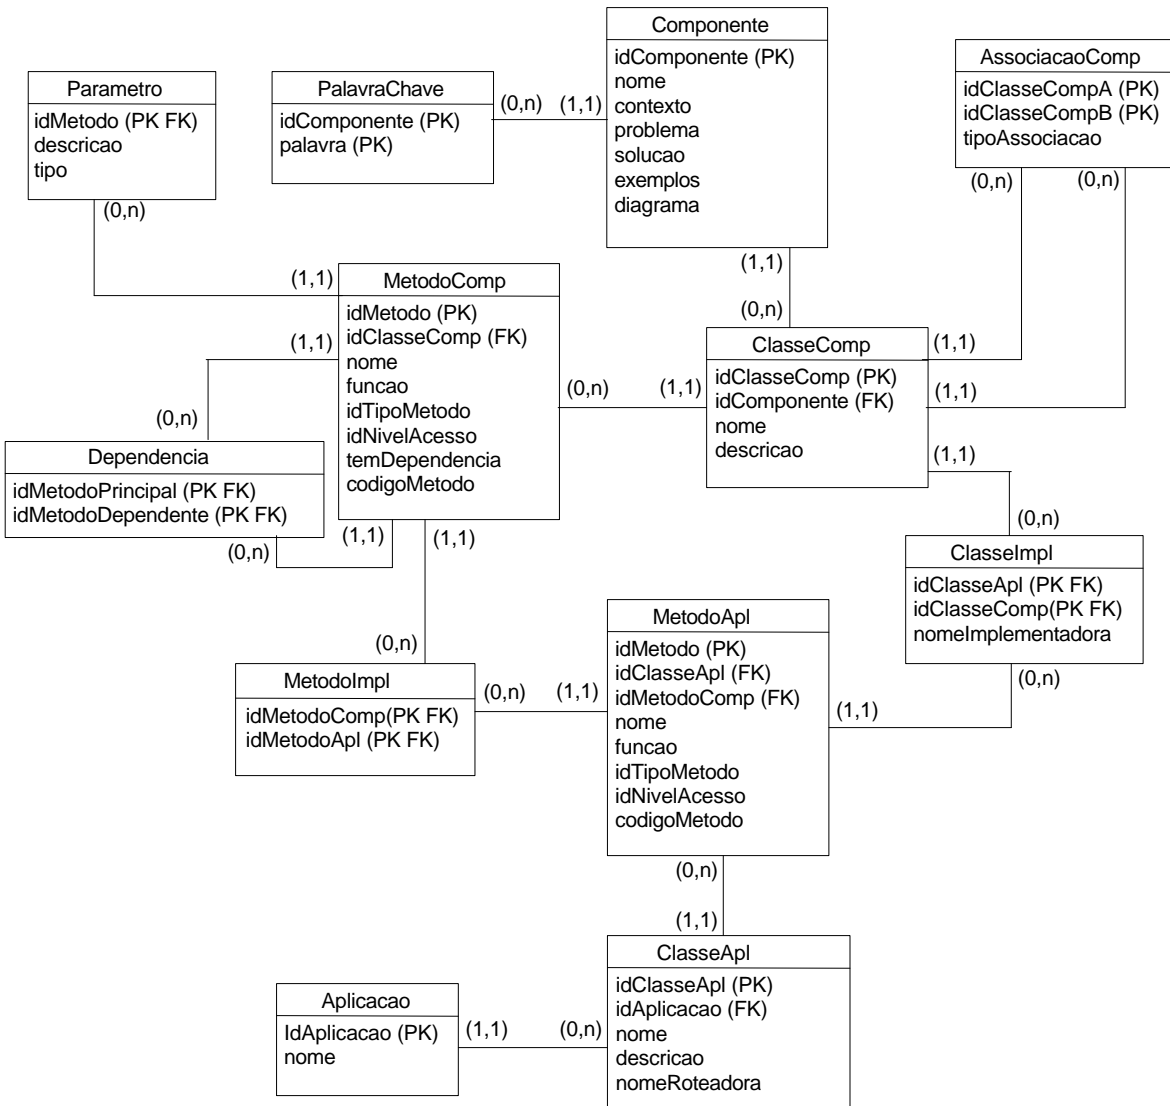 Componente
idComponente (PK)
nome
contexto
problema
solucao
exemplos
diagrama
AssociacaoComp
idClasseCompA (PK)
idClasseCompB (PK)
tipoAssociacao
Parametro
idMetodo (PK FK)
descricao
tipo
PalavraChave
idComponente (PK)
palavra (PK)
(0,n)
(1,1)
(0,n)
(0,n)
(0,n)
(1,1)
(0,n)
(1,1)
MetodoComp
idMetodo (PK)
idClasseComp (FK)
nome
funcao
idTipoMetodo
idNivelAcesso
temDependencia
codigoMetodo
(1,1)
(0,n)
(0,n)
(1,1)
ClasseComp
idClasseComp (PK)
idComponente (FK)
nome
descricao
(1,1)
(1,1)
(1,1)
(0,n)
Dependencia
idMetodoPrincipal (PK FK)
idMetodoDependente (PK FK)
(0,n)
(1,1)
(1,1)
ClasseImpl
idClasseApl (PK FK)
idClasseComp(PK FK)
nomeImplementadora
(0,n)
(1,1)
MetodoApl
idMetodo (PK)
idClasseApl (FK)
idMetodoComp (FK)
nome
funcao
idTipoMetodo
idNivelAcesso
codigoMetodo
(0,n)
MetodoImpl
idMetodoComp(PK FK)
idMetodoApl (PK FK)
(0,n)
(1,1)
(0,n)
(1,1)
ClasseApl
idClasseApl (PK)
idAplicacao (FK)
nome
descricao
nomeRoteadora
Aplicacao
IdAplicacao (PK)
nome
(1,1)
(0,n)